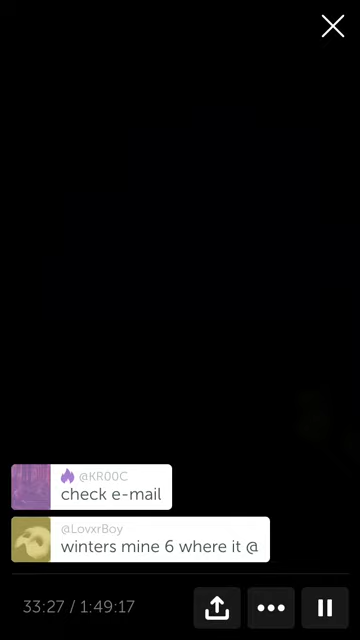 @KR00C
check e-mail
@LovxrBoy
winters mine 6 where it @
33:27 / 1:49:17